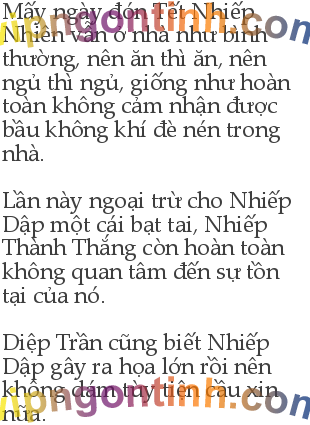 Mấy ngày đón Tết Nhiếp
Nhiên vẫn ở nhà như bình
thường, nên ăn thì ăn, nên
ngủ thì ngủ, giống như hoàn
toàn không cảm nhận được
bầu không khí đè nén trong
nhà.
Lần này ngoại trừ cho Nhiếp
Dập một cái bạt tai, Nhiếp
Thành Thắng còn hoàn toàn
không quan tâm đến sự tồn
tại của nó.
Diệp Trần cũng biết Nhiếp
Dập gây ra họa lớn rồi nên
không dám tùy tiện cầu xin
nữa.
vipngontinh.com
vipngontinh.com